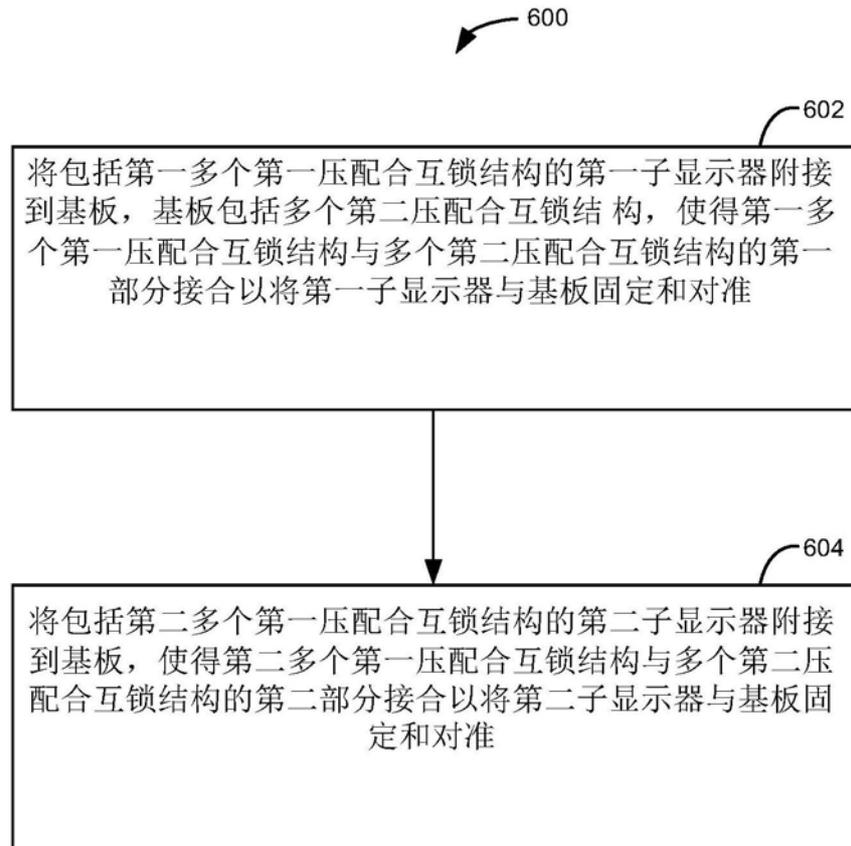 600
602
将包括第一多个第一压配合互锁结构的第一子显示器附接
到基板，基板包括多个第二压配合互锁结 构，使得第一多
个第一压配合互锁结构与多个第二压配合互锁结构的第一
部分接合以将第一子显示器与基板固定和对准
604
将包括第二多个第一压配合互锁结构的第二子显示器附接
到基板，使得第二多个第一压配合互锁结构与多个第二压
配合互锁结构的第二部分接合以将第二子显示器与基板固
定和对准